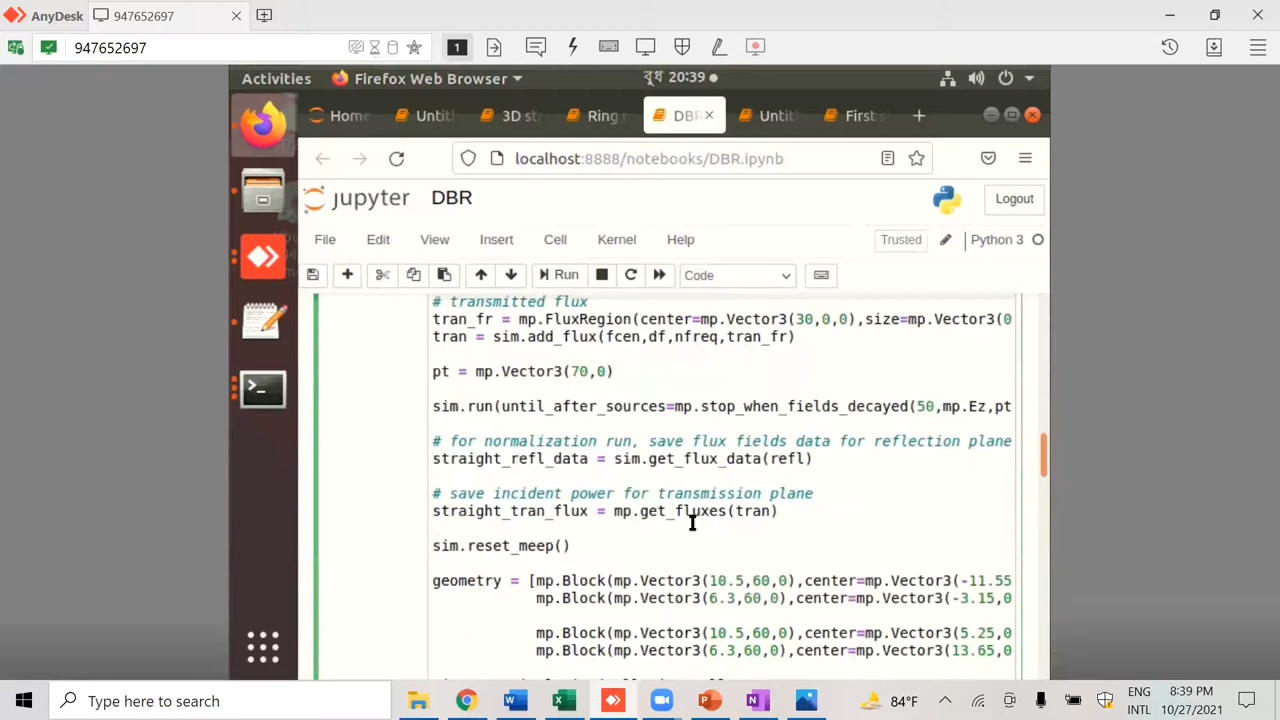 AnyDesk
947652697
947652697
1
Activities
Firefox Web Browser
বুধ 20:39
Home
Untitl
3D st
Ring
DBR
Untitl
First s
localhost:8888/notebooks/DBR.ipynb
jupyter
DBR
Logout
File
Edit
View
Insert
Cell
Kernel
Help
Trusted
Python 3
Run
Code
# transmitted flux
tran_fr = mp.FluxRegion(center=mp.Vector3(30,0,0),size=mp.Vector3(0
tran = sim.add_flux(fcen,df,nfreq,tran_fr)
pt = mp.Vector3(70,0)
sim.run(until_after_sources=mp.stop_when_fields_decayed(50,mp.Ez,pt
# for normalization run, save flux fields data for reflection plane
straight_refl_data = sim.get_flux_data(refl)
# save incident power for transmission plane
straight_tran_flux = mp.get_fluxes(tran)
sim.reset_meep()
geometry = [mp.Block(mp.Vector3(10.5,60,0),center=mp.Vector3(-11.55
mp.Block(mp.Vector3(6.3,60,0),center=mp.Vector3(-3.15,0
mp.Block(mp.Vector3(10.5,60,0),center=mp.Vector3(5.25,0
mp.Block(mp.Vector3(6.3,60,0),center=mp.Vector3(13.65,0
Type here to search
84°F
ENG
INTL
8:39 PM
10/27/2021